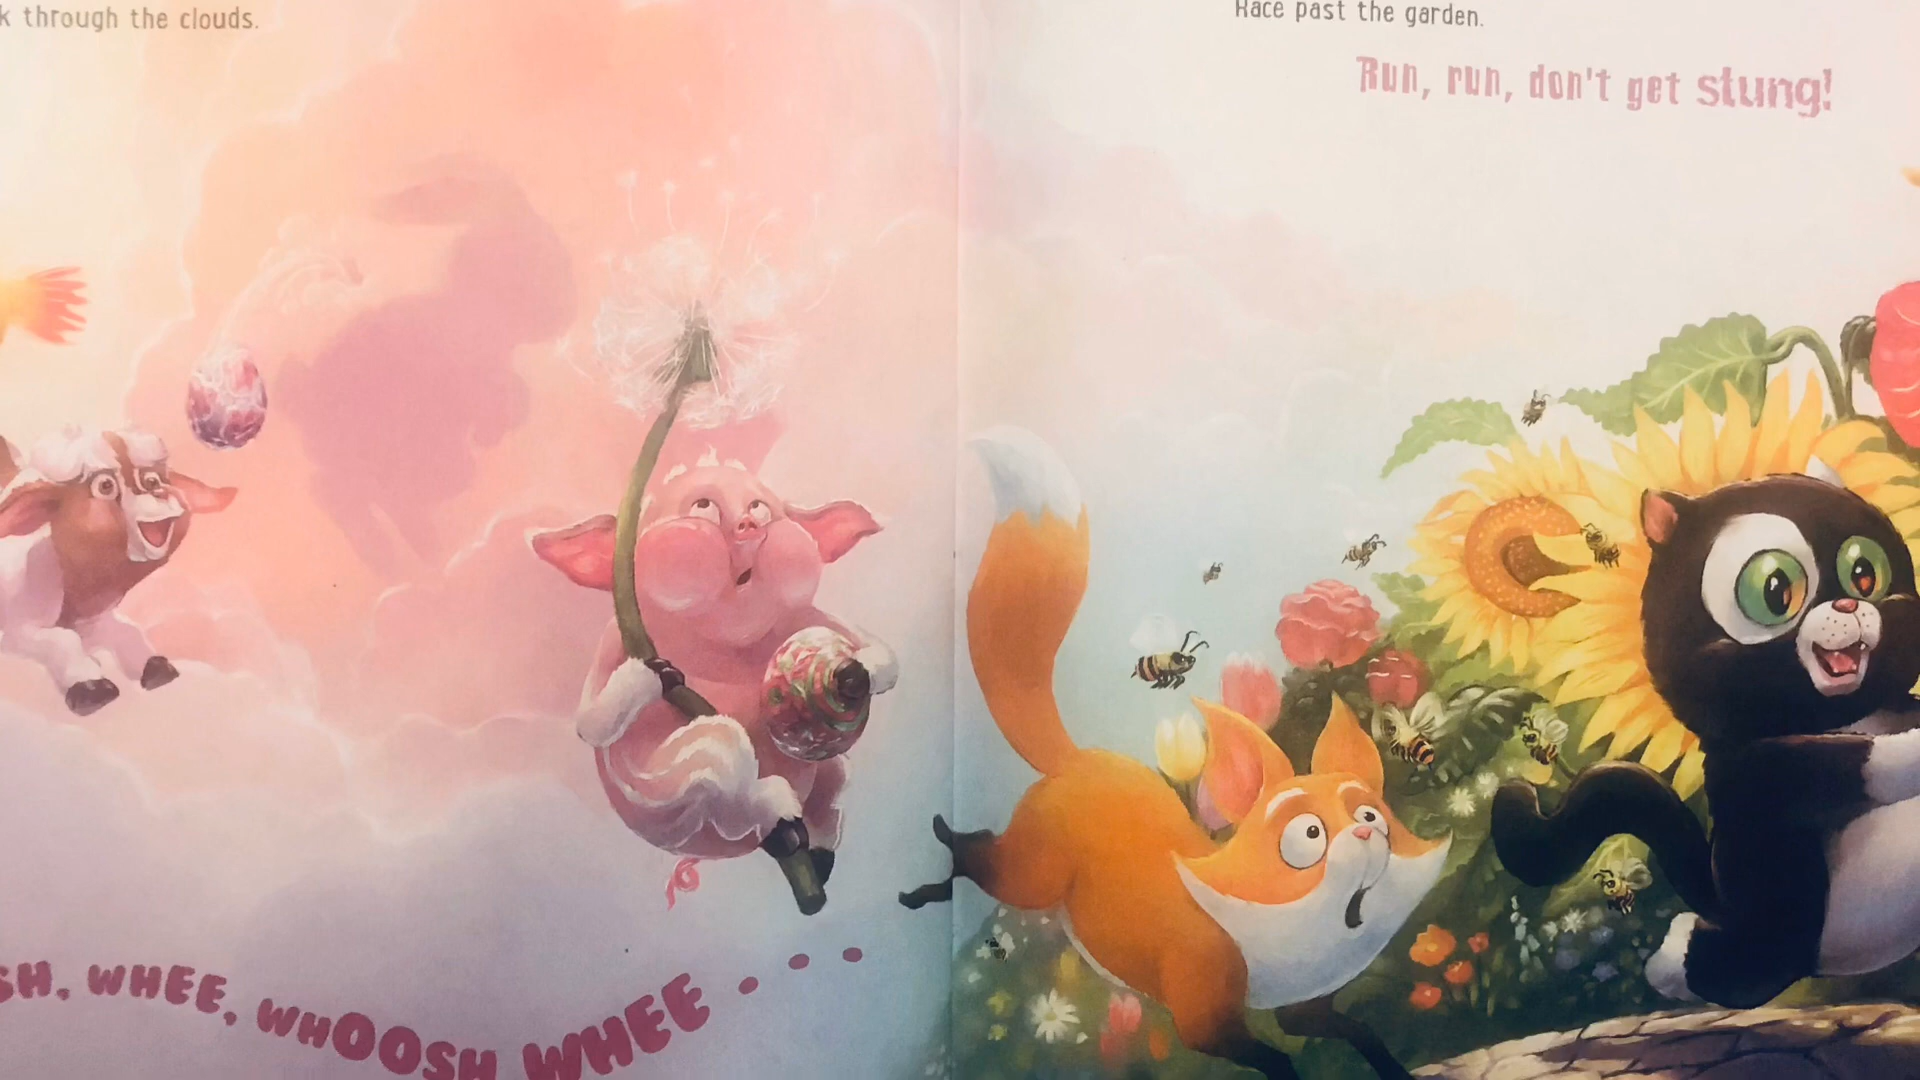 through the clouds.
WHEE, WHOOSH WHEE....
Race past the garden.
Run, run, don't get stung!